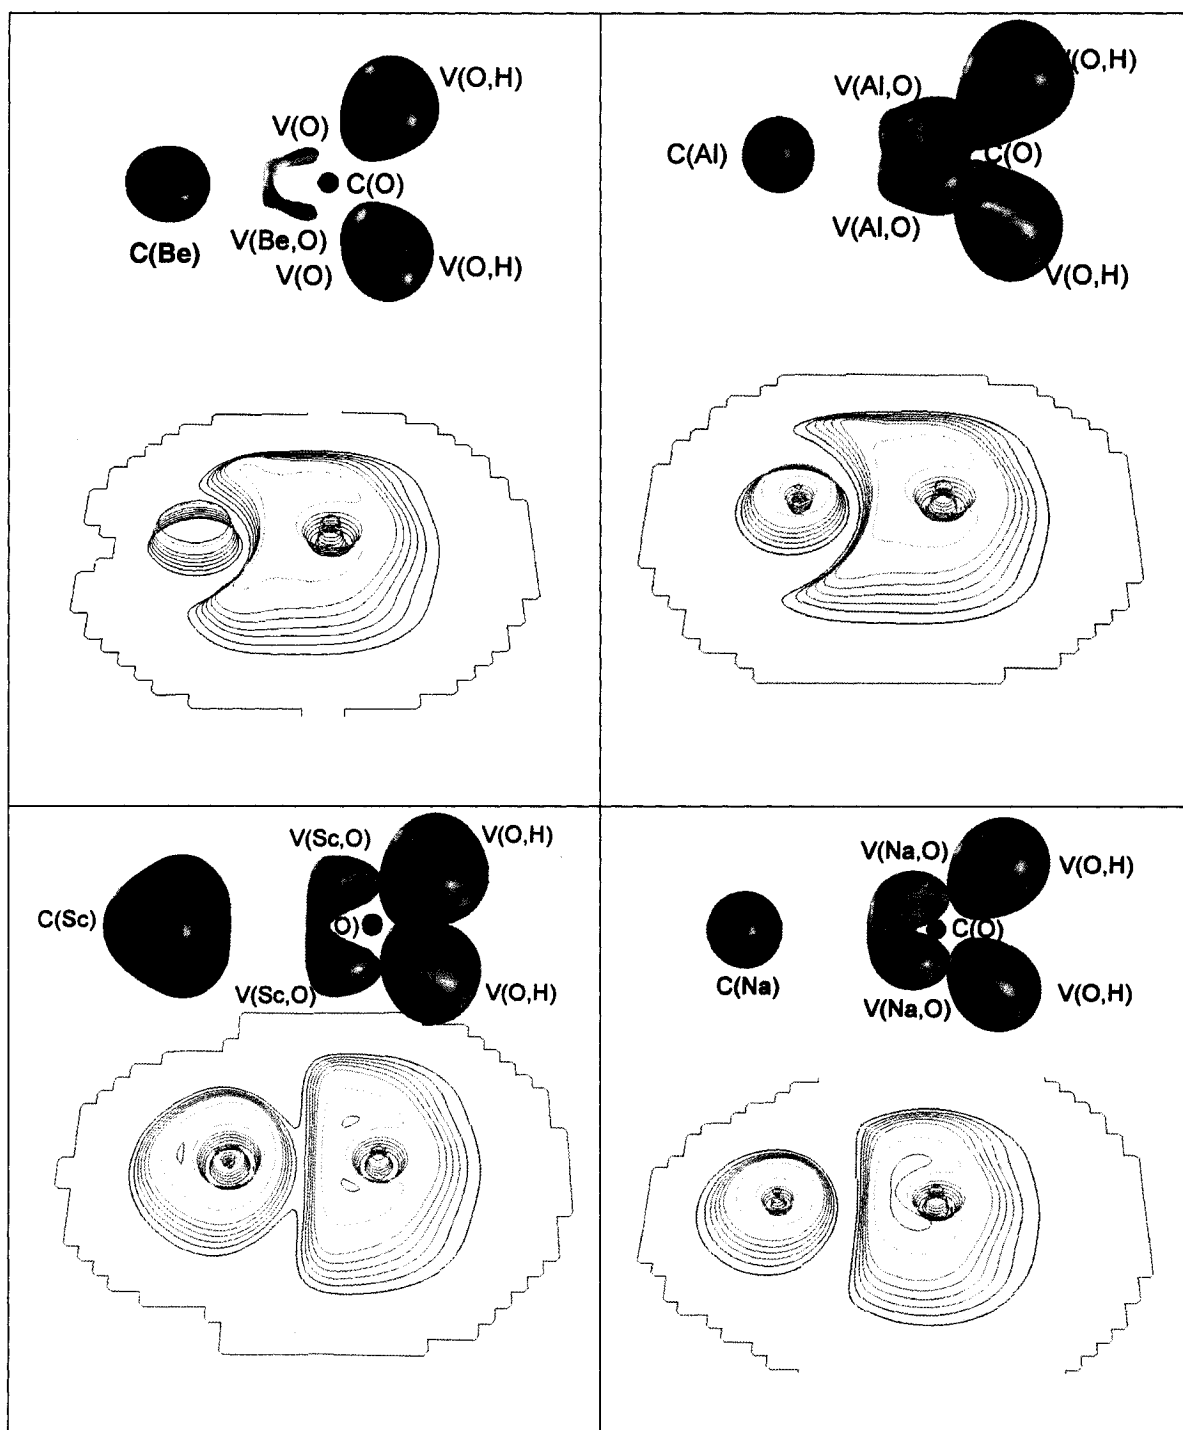 V(O,H)
V(O)
C(O)
C(Be)
V(Be,O)
V(O)
V(O,H)
V(O,H)
V(Al,O)
C(Al)
C(O)
V(Al,O)
V(O,H)
V(Sc,O)
V(O,H)
C(Sc)
O)
V(Sc,O)
V(O,H)
V(Na,O)
V(O,H)
C(O)
C(Na)
V(Na,O)
V(O,H)